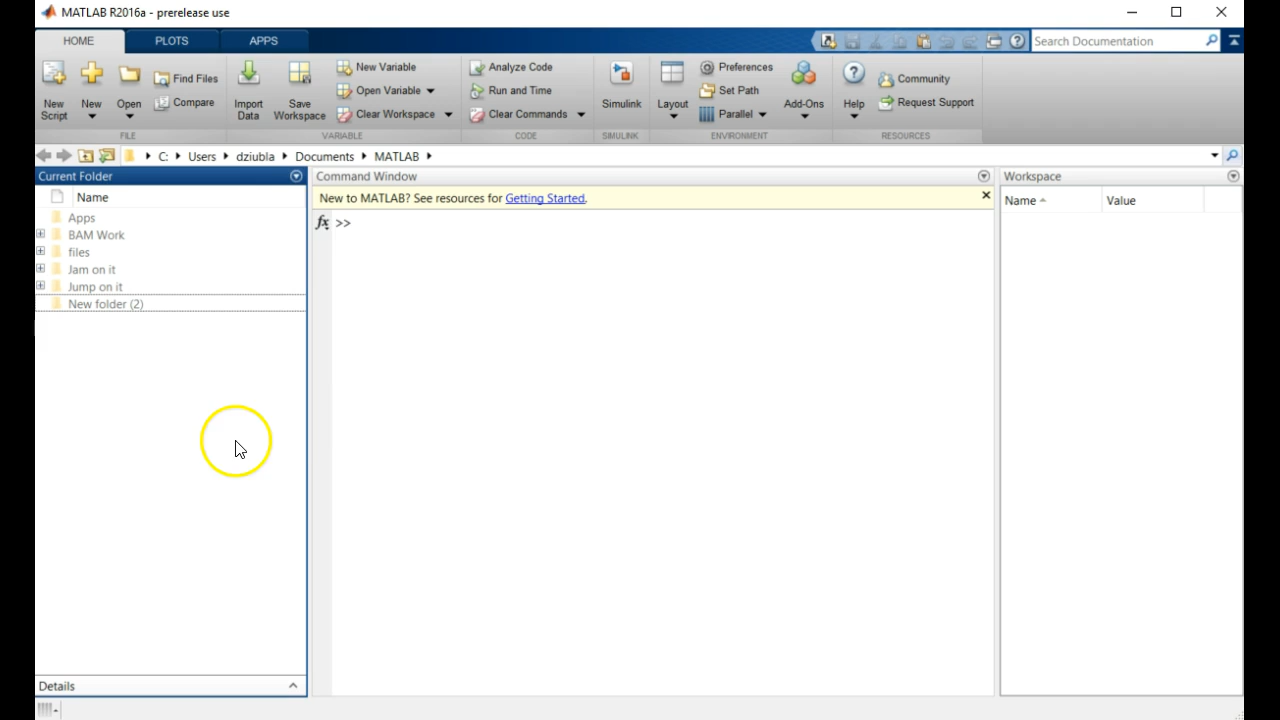 MATLAB R2016a - prerelease use
HOME PLOTS APPS
Search Documentation
New Script
New
Open
Find Files
Compare
FILE
Import Data
Save Workspace
New Variable
Open Variable
Clear Workspace
VARIABLE
Analyze Code
Run and Time
Clear Commands
CODE
Simulink
SIMULINK
Layout
Preferences
Set Path
Parallel
Add-Ons
ENVIRONMENT
Help
Community
Request Support
RESOURCES
C: Users dziubla Documents MATLAB
Current Folder
Name
Apps
BAM Work
files
Jam on it
Jump on it
New folder (2)
Details
Command Window
New to MATLAB? See resources for Getting Started.
fx >>
Workspace
Name Value